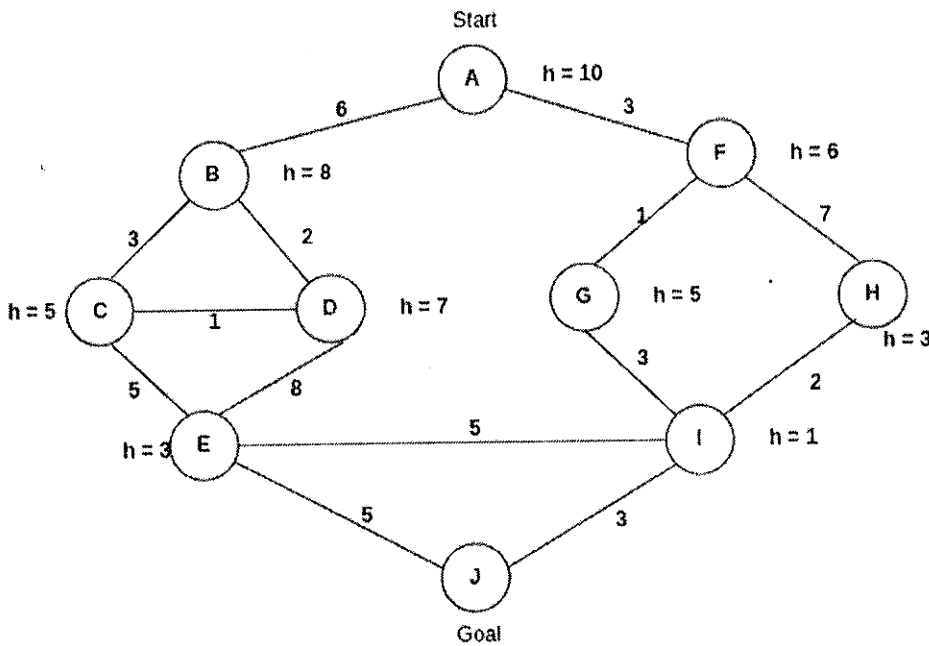 Start
A
h = 10
6
3
F
h = 6
B
h = 8
1
7
3
2
H
G
h = 5
D
h = 7
C
h = 5
1
h = 3
3
2
5
8
5
I
h = 1
E
h = 3
5
3
J
Goal